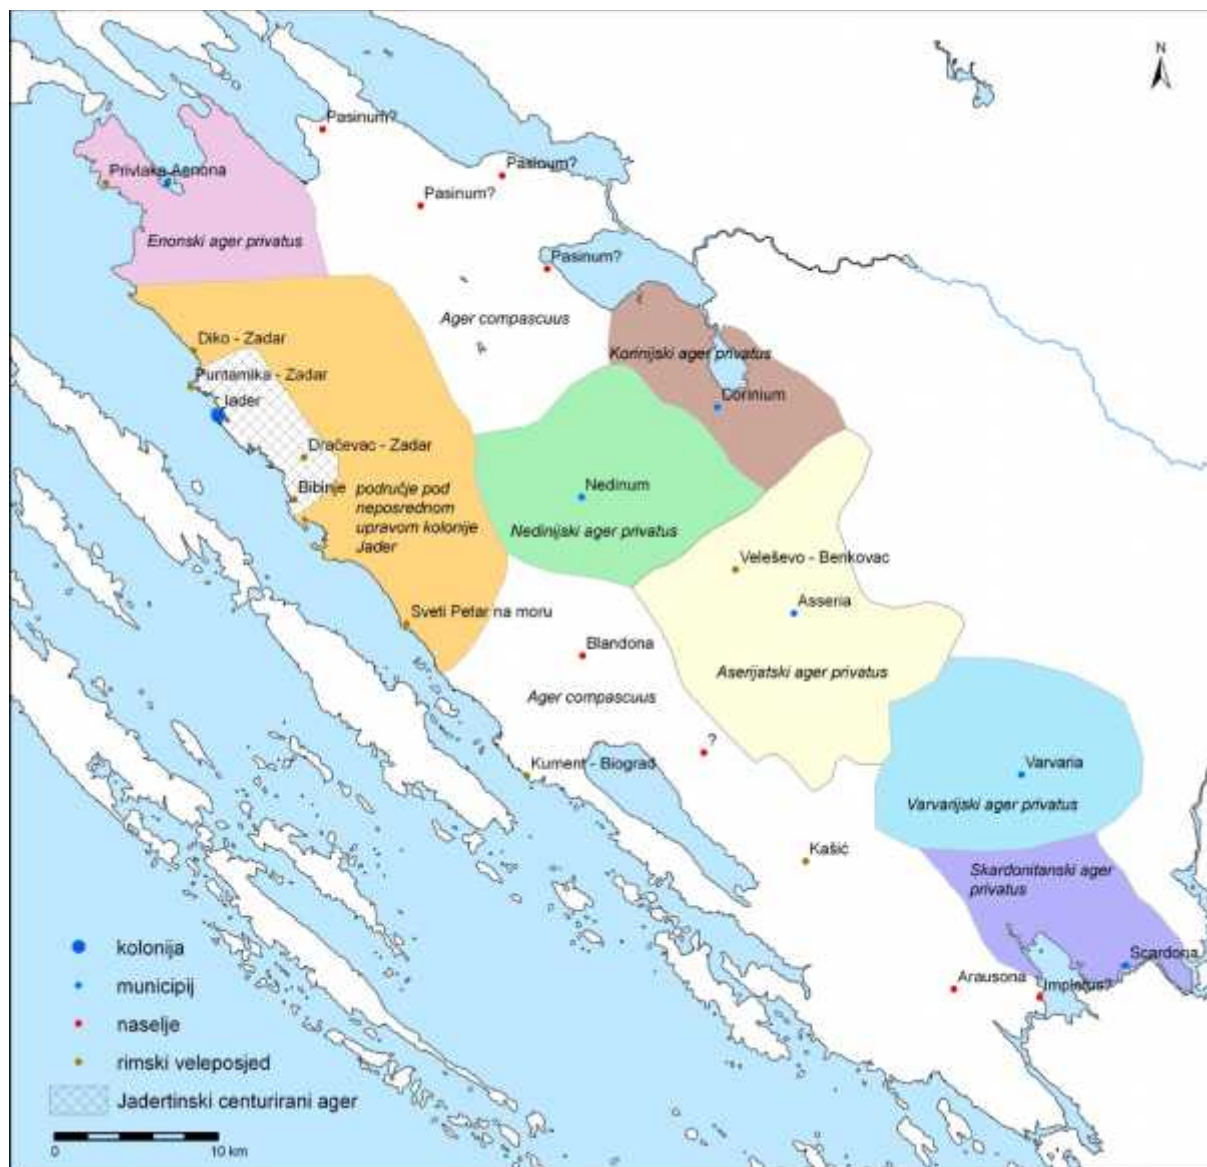 N
Pasinum?
Pasinum?
Privlaka
Aenona
Pasinum?
Enonski ager privatus
Pasinum?
Ager compascuus
Diko - Zadar
Korinijski ager privatus
Puntamika - Zadar
Iader
Corinium
Dračevac - Zadar
Nedinum
Bibinje
područje pod
neposrednom
upravom kolonije
Jader
Nedinijski ager privatus
Veleševo - Benkovac
Asseria
Sveti Petar na moru
Blandona
Aserijatski ager privatus
Ager compascuus
?
Kument - Biograd
Varvaria
Varvarijski ager privatus
Kašić
Skardonitanski ager
privatus
Scardona
Arausona
kolonija
municipij
naselje
rimski veleposjed
Jadertinski centurirani ager
0
10 km